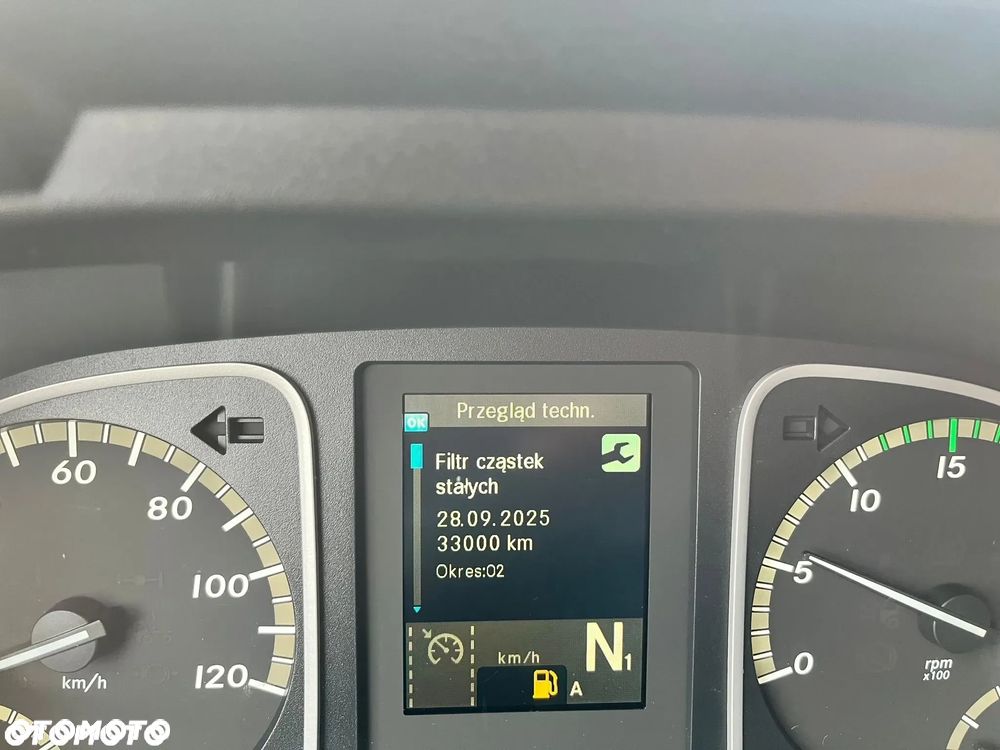 Przegląd techn.
OK
Filtr cząstek
stałych
28.09.2025
33000 km
Okres:02
km/h
N1
A
60
80
100
120
km/h
15
10
5
0
rpm
x100
OTOMOTO